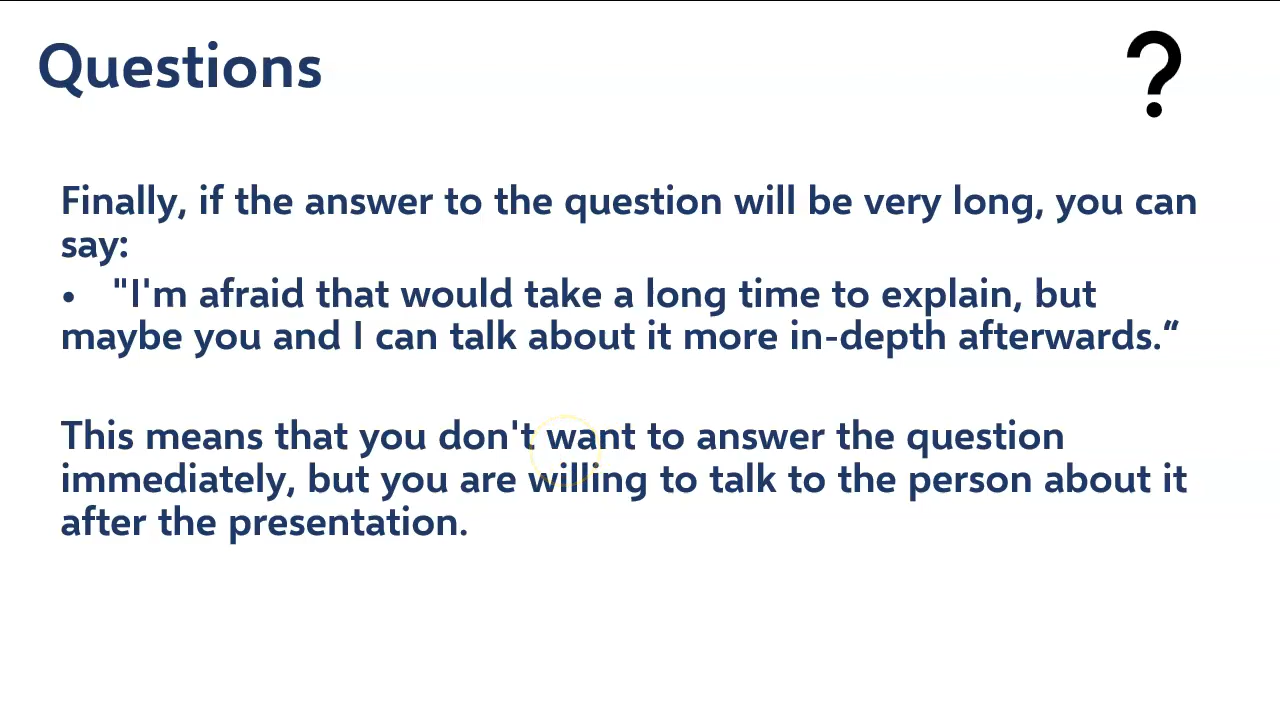 Questions
?
Finally, if the answer to the question will be very long, you can
say:
• "I'm afraid that would take a long time to explain, but
maybe you and I can talk about it more in-depth afterwards.“
This means that you don't want to answer the question
immediately, but you are willing to talk to the person about it
after the presentation.